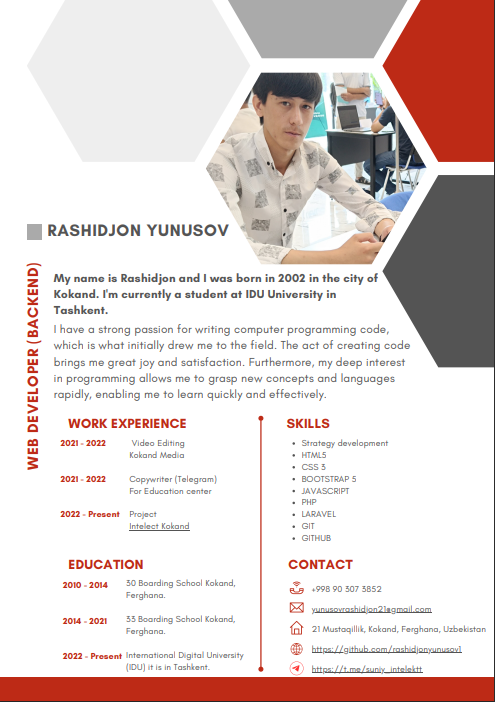 RASHIDJON YUNUSOV
WEB DEVELOPER (BACKEND)
My name is Rashidjon and I was born in 2002 in the city of
Kokand. I'm currently a student at IDU University in
Tashkent.
I have a strong passion for writing computer programming code,
which is what initially drew me to the field. The act of creating code
brings me great joy and satisfaction. Furthermore, my deep interest
in programming allows me to grasp new concepts and languages
rapidly, enabling me to learn quickly and effectively.
WORK EXPERIENCE
2021 - 2022 Video Editing
Kokand Media
2021 - 2022 Copywriter (Telegram)
For Education center
2022 - Present Project
Intelect Kokand
SKILLS
• Strategy development
• HTML5
• CSS 3
• BOOTSTRAP 5
• JAVASCRIPT
• PHP
• LARAVEL
• GIT
• GITHUB
EDUCATION
2010 - 2014 30 Boarding School Kokand,
Ferghana.
2014 - 2021 33 Boarding School Kokand,
Ferghana.
2022 - Present International Digital University
(IDU) it is in Tashkent.
CONTACT
+998 90 307 3852
yunusovrashidjon21@gmail.com
21 Mustaqillik, Kokand, Ferghana, Uzbekistan
https://github.com/rashidjonyunusov1
https://t.me/suniy_intelektt